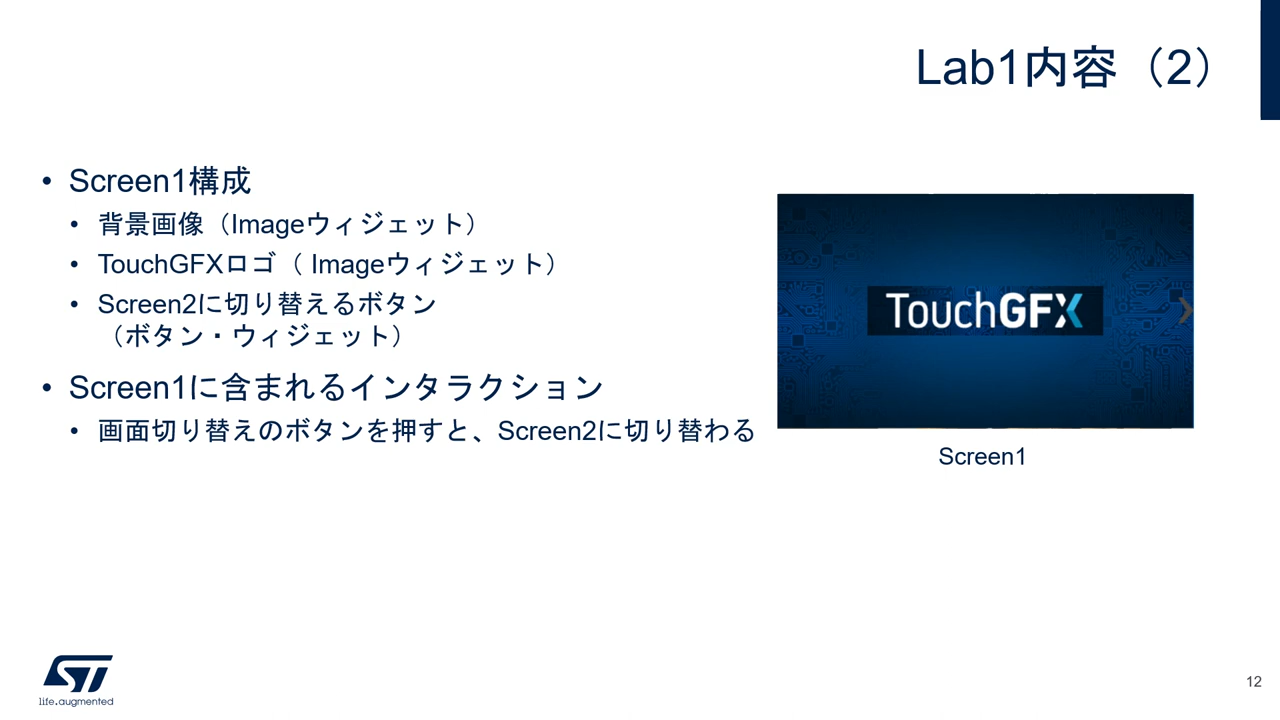 Lab1内容（2）
• Screen1構成
• 背景画像（Imageウィジェット）
• TouchGFXロゴ（ Imageウィジェット）
• Screen2に切り替えるボタン
（ボタン・ウィジェット）
• Screen1に含まれるインタラクション
• 画面切り替えのボタンを押すと、Screen2に切り替わる
TouchGFX
Screen1
ST
life.augmented
12